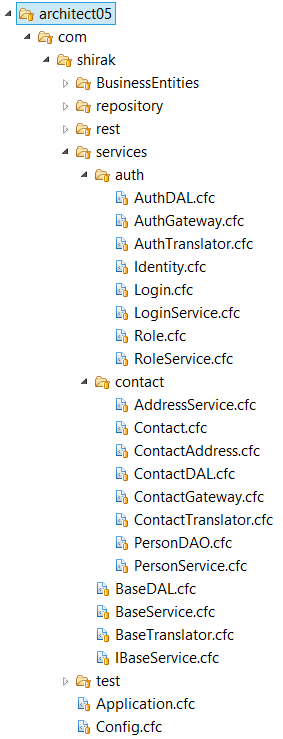 architect05
com
shirak
BusinessEntities
repository
rest
services
auth
AuthDAL.cfc
AuthGateway.cfc
AuthTranslator.cfc
Identity.cfc
Login.cfc
LoginService.cfc
Role.cfc
RoleService.cfc
contact
AddressService.cfc
Contact.cfc
ContactAddress.cfc
ContactDAL.cfc
ContactGateway.cfc
ContactTranslator.cfc
PersonDAO.cfc
PersonService.cfc
BaseDAL.cfc
BaseService.cfc
BaseTranslator.cfc
IBaseService.cfc
test
Application.cfc
Config.cfc